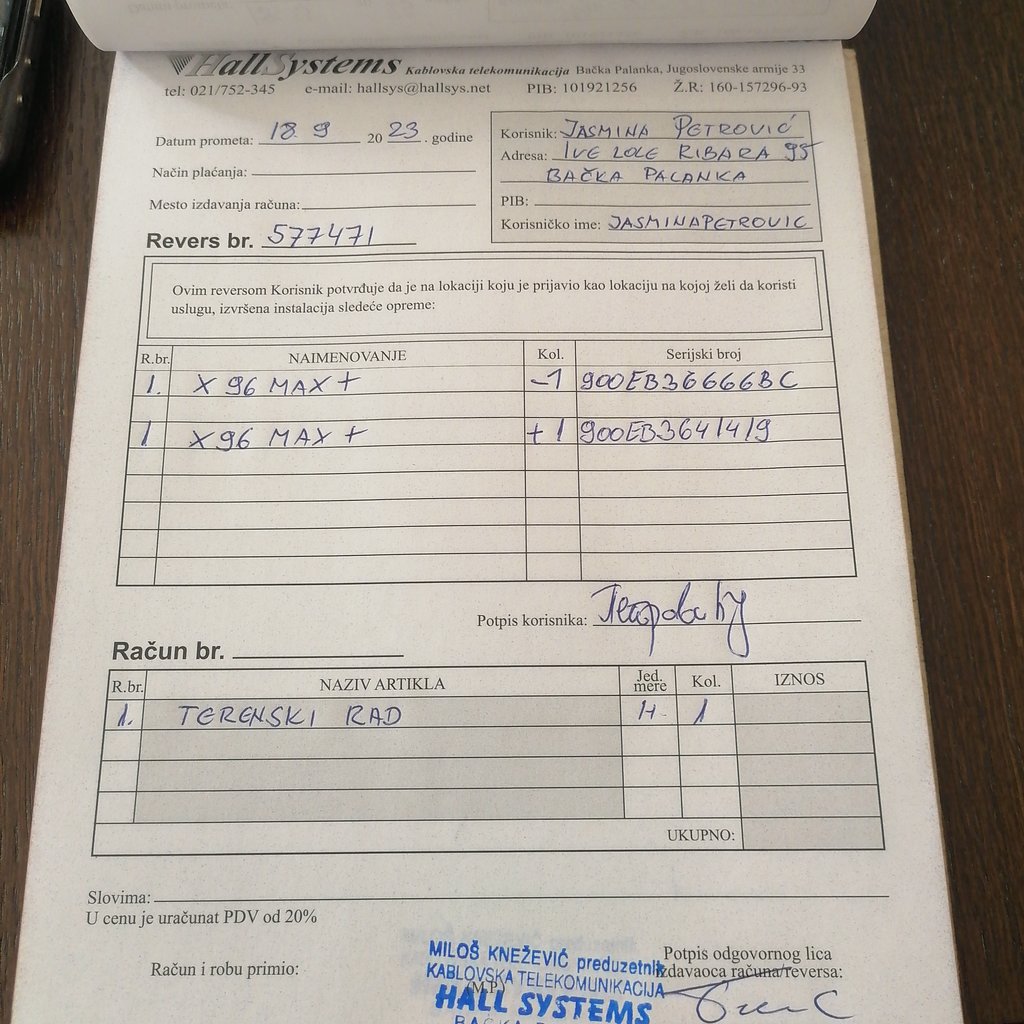 HallSystems Kablovska telekomunikacija Bačka Palanka, Jugoslovenske armije 33
tel: 021/752-345 e-mail: hallsys@hallsys.net PIB: 101921256 Ž.R: 160-157296-93
Datum prometa: 18. 9 2023. godine
Način plaćanja:
Mesto izdavanja računa:
Revers br. 577471
Korisnik: JASMINA PETROVIĆ
Adresa: IVE LOLE RIBARA 95
BAČKA PALANKA
PIB:
Korisničko ime: JASMINAPETROVIC
Ovim reversom Korisnik potvrđuje da je na lokaciji koju je prijavio kao lokaciju na kojoj želi da koristi
uslugu, izvršena instalacija sledeće opreme:
R.br. NAIMENOVANJE Kol. Serijski broj
1. X 96 MAX+ -1 900EB36666BC
1 X96 MAX + +1 900EB3641419
Potpis korisnika:
Račun br.
R.br. NAZIV ARTIKLA Jed. mere Kol. IZNOS
1. TERENSKI RAD H. 1
UKUPNO:
Slovima:
U cenu je uračunat PDV od 20%
Račun i robu primio:
MILOŠ KNEŽEVIĆ preduzetnik
KABLOVSKA TELEKOMUNIKACIJA
(M.P.)
HALL SYSTEMS
Potpis odgovornog lica
izdavaoca računa/reversa: